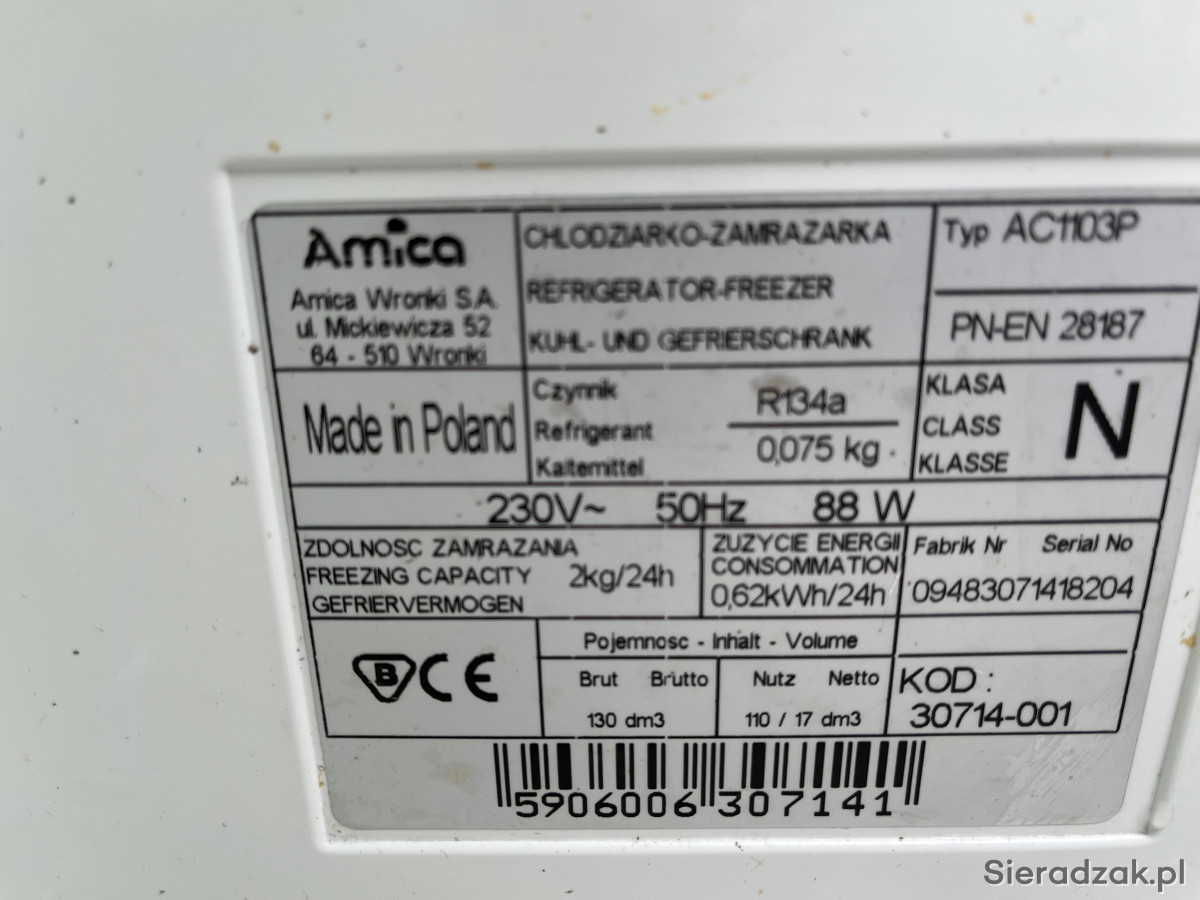 Amica
Amica Wronki S.A.
ul. Mickiewicza 52
64 - 510 Wronki
CHLODZIARKO-ZAMRAZARKA
REFRIGERATOR-FREEZER
KUHL- UND GEFRIERSCHRANK
Typ AC1103P
PN-EN 28187
Made in Poland
Czynnik
Refrigerant
Kaltemittel
R134a
0,075 kg
KLASA
CLASS
KLASSE
N
230V~ 50Hz 88 W
ZDOLNOSC ZAMRAZANIA
FREEZING CAPACITY
GEFRIERVERMOGEN
2kg/24h
ZUZYCIE ENERGII
CONSOMMATION
0,62kWh/24h
Fabrik Nr Serial No
09483071418204
B CE
Pojemnosc - Inhalt - Volume
Brut Brutto
130 dm3
Nutz Netto
110 / 17 dm3
KOD :
30714-001
5906006307141
Sieradzak.pl